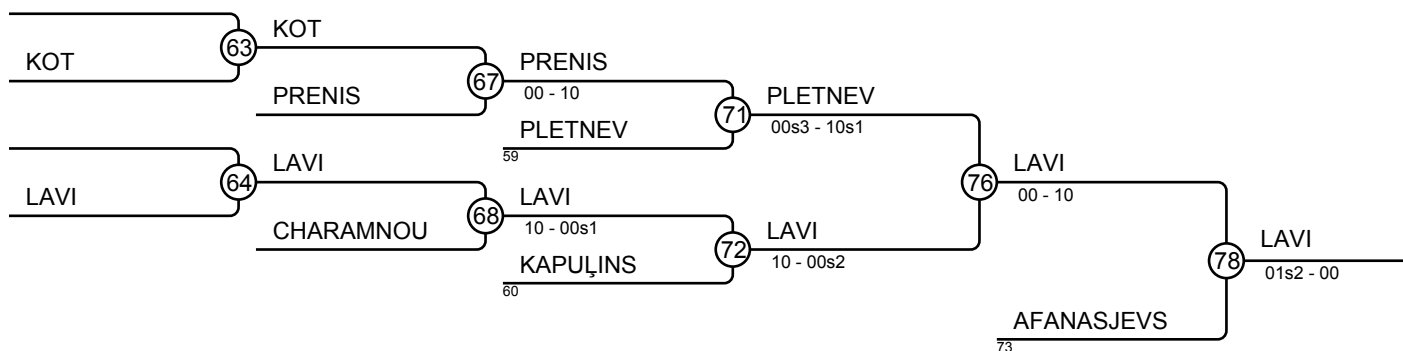 KOT
KOT
63
PRENIS
67
PRENIS
00 - 10
PLETNEV
59
71
PLETNEV
00s3 - 10s1
LAVI
64
LAVI
CHARAMNOU
68
LAVI
10 - 00s1
KAPUĻINS
60
72
LAVI
10 - 00s2
76
LAVI
00 - 10
AFANASJEVS
73
78
LAVI
01s2 - 00